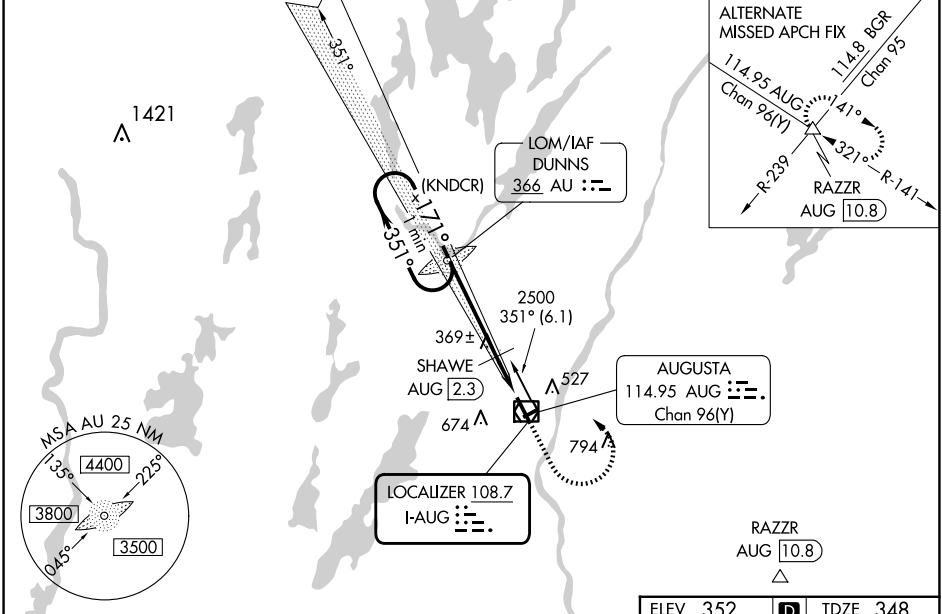 351°
1421
LOM/IAF
DUNNS
366 AU
(KNDCR)
171°
1 min
351°
2500
351° (6.1)
369±
SHAWE
AUG 2.3
527
674
794
AUGUSTA
114.95 AUG
Chan 96(Y)
LOCALIZER 108.7
I-AUG
MSA AU 25 NM
135°
4400
225°
3800
3500
045°
ALTERNATE
MISSED APCH FIX
114.8 BGR
Chan 95
114.95 AUG
Chan 96(Y)
141°
321°
R-141
R-239
RAZZR
AUG 10.8
RAZZR
AUG 10.8
ELEV 352 D TDZE 348